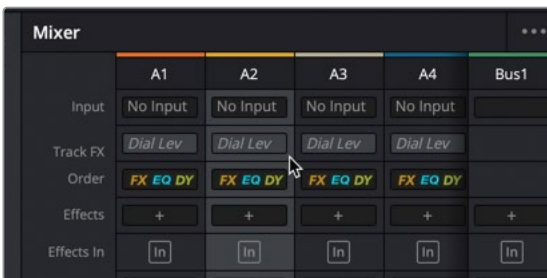 Mixer
A1 A2 A3 A4 Bus1
Input No Input No Input No Input No Input
Track FX Dial Lev Dial Lev Dial Lev Dial Lev
Order FX EQ DY FX EQ DY FX EQ DY FX EQ DY
Effects + + + + +
Effects In In In In In In